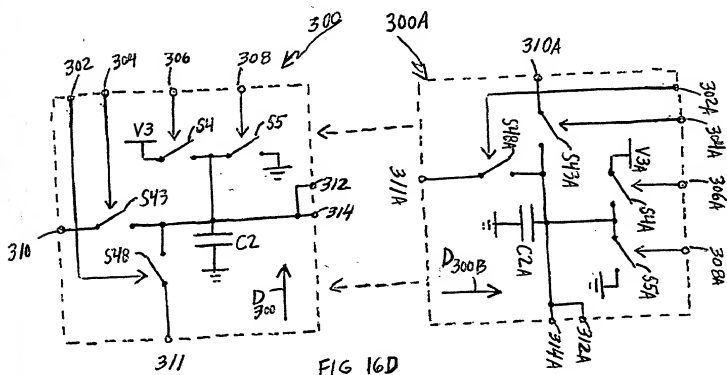 300
300A
302
304
306
308
310A
302A
304A
306A
308A
V3
S4
S5
S48A
S43A
V3A
S4A
S5A
311A
312
314
S43
310
S48
C2
C2A
D300
D300B
311
314A
312A
FIG 16D